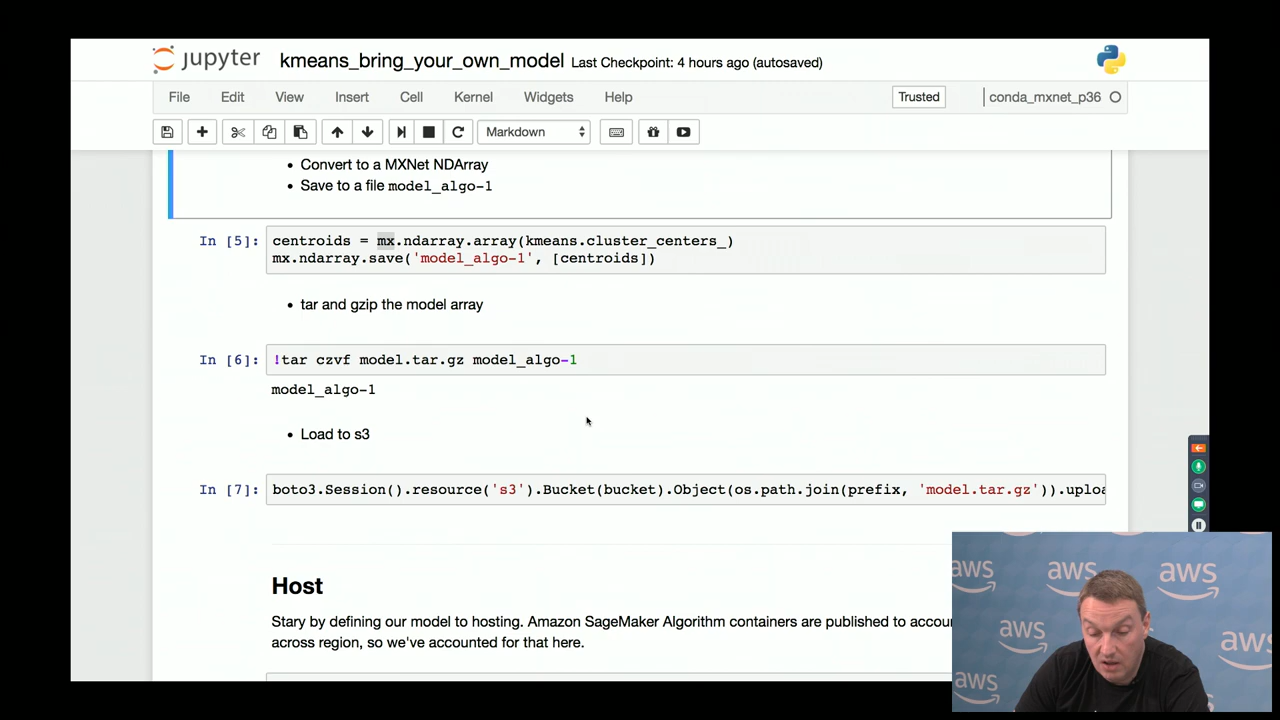 jupyter kmeans_bring_your_own_model Last Checkpoint: 4 hours ago (autosaved)
File Edit View Insert Cell Kernel Widgets Help Trusted conda_mxnet_p36
Markdown
• Convert to a MXNet NDArray
• Save to a file model_algo-1
In [5]: centroids = mx.ndarray.array(kmeans.cluster_centers_)
mx.ndarray.save('model_algo-1', [centroids])
• tar and gzip the model array
In [6]: !tar czvf model.tar.gz model_algo-1
model_algo-1
• Load to s3
In [7]: boto3.Session().resource('s3').Bucket(bucket).Object(os.path.join(prefix, 'model.tar.gz')).uploa
Host
Stary by defining our model to hosting. Amazon SageMaker Algorithm containers are published to accou
across region, so we've accounted for that here.
aws aws aws
aws aws
aws